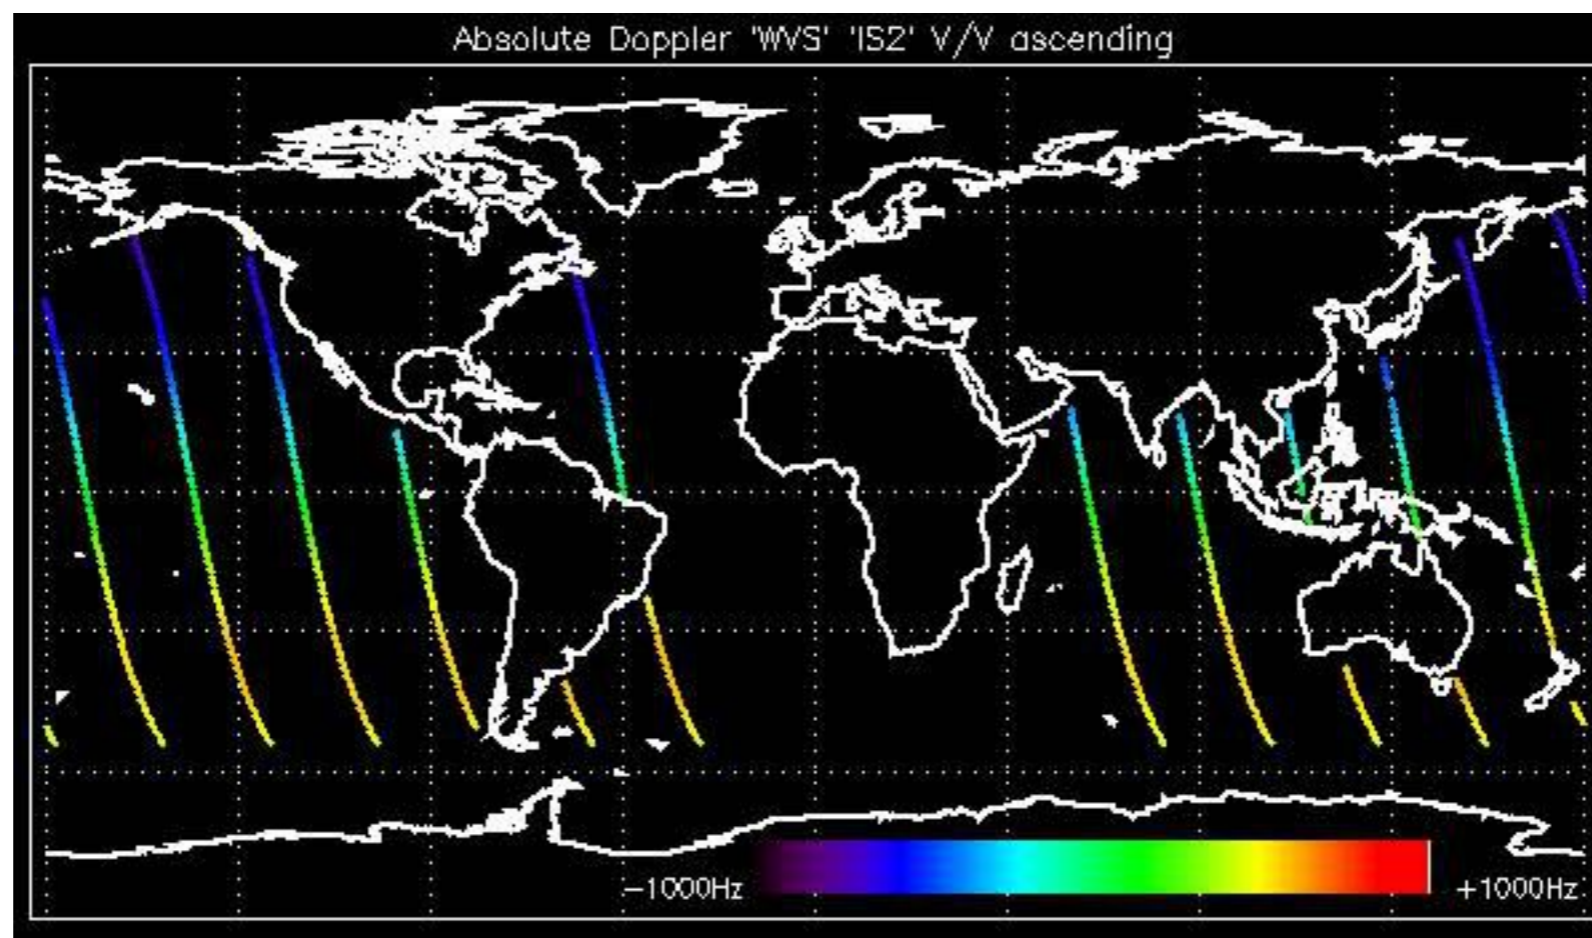 Absolute Doppler 'WVS' 'IS2' V/V ascending
-1000Hz
+1000Hz